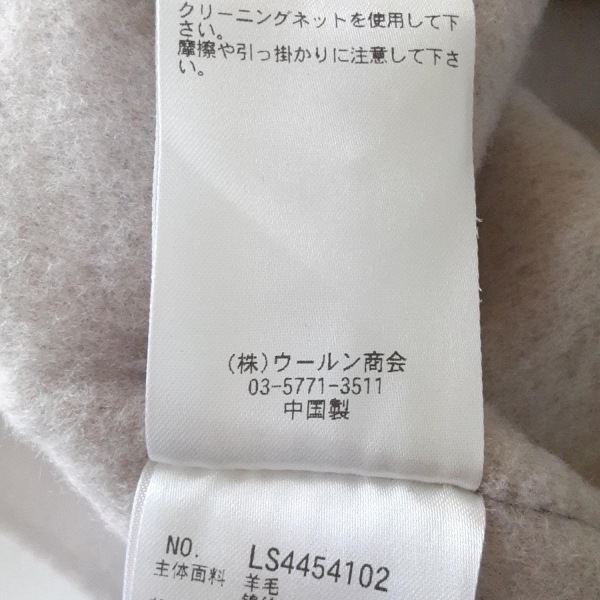 クリーニングネットを使用して下
さい。
摩擦や引っ掛かりに注意して下さ
い。
(株)ウールン商会
03-5771-3511
中国製
NO. LS4454102
主体面料 羊毛